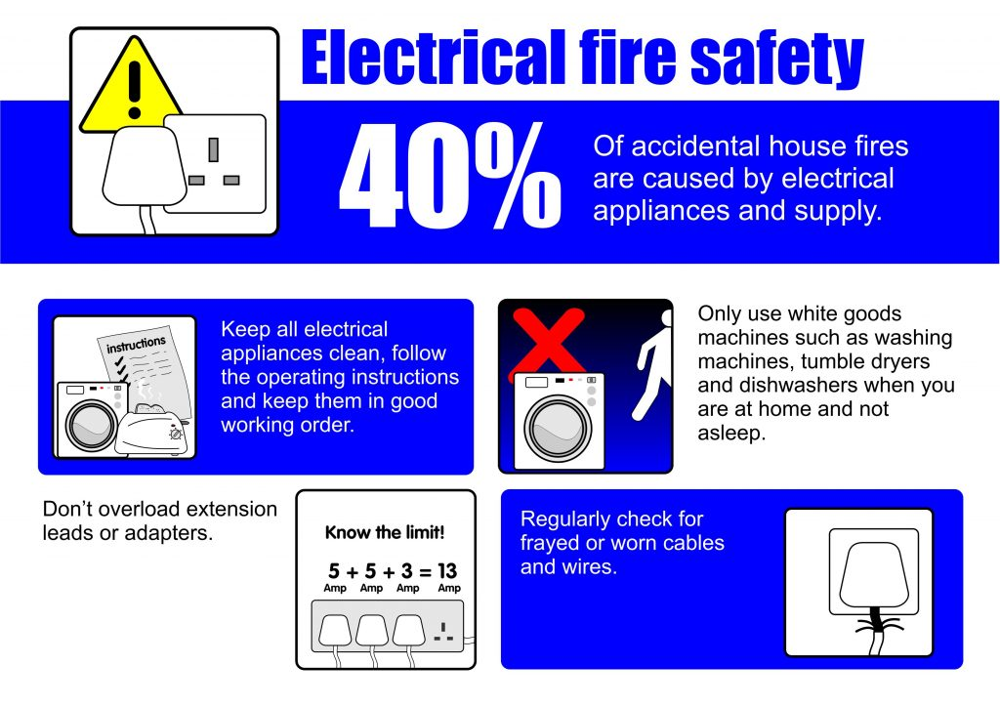 Electrical fire safety
40%
Of accidental house fires
are caused by electrical
appliances and supply.
instructions
Keep all electrical
appliances clean, follow
the operating instructions
and keep them in good
working order.
Only use white goods
machines such as washing
machines, tumble dryers
and dishwashers when you
are at home and not
asleep.
Don’t overload extension
leads or adapters.
Know the limit!
5 + 5 + 3 = 13
Amp Amp Amp Amp
Regularly check for
frayed or worn cables
and wires.